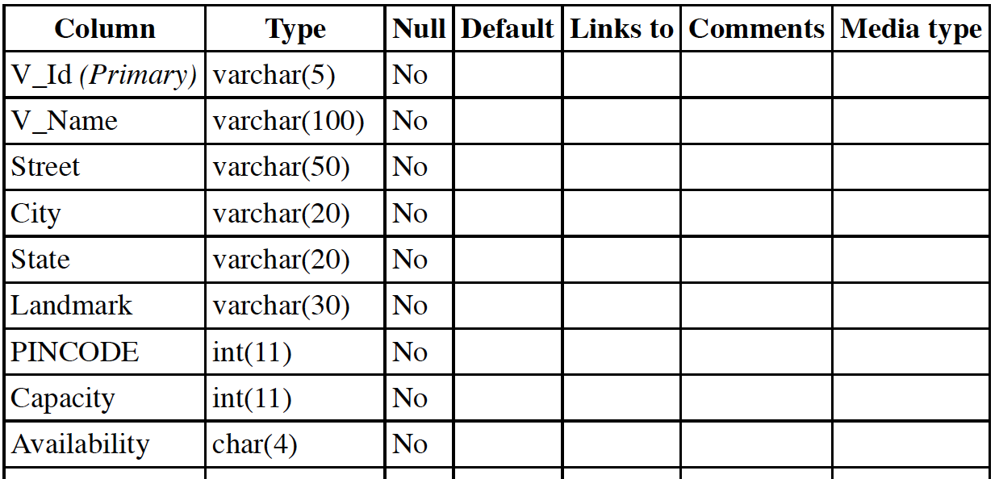 Column Type Null Default Links to Comments Media type
V_Id (Primary) varchar(5) No
V_Name varchar(100) No
Street varchar(50) No
City varchar(20) No
State varchar(20) No
Landmark varchar(30) No
PINCODE int(11) No
Capacity int(11) No
Availability char(4) No